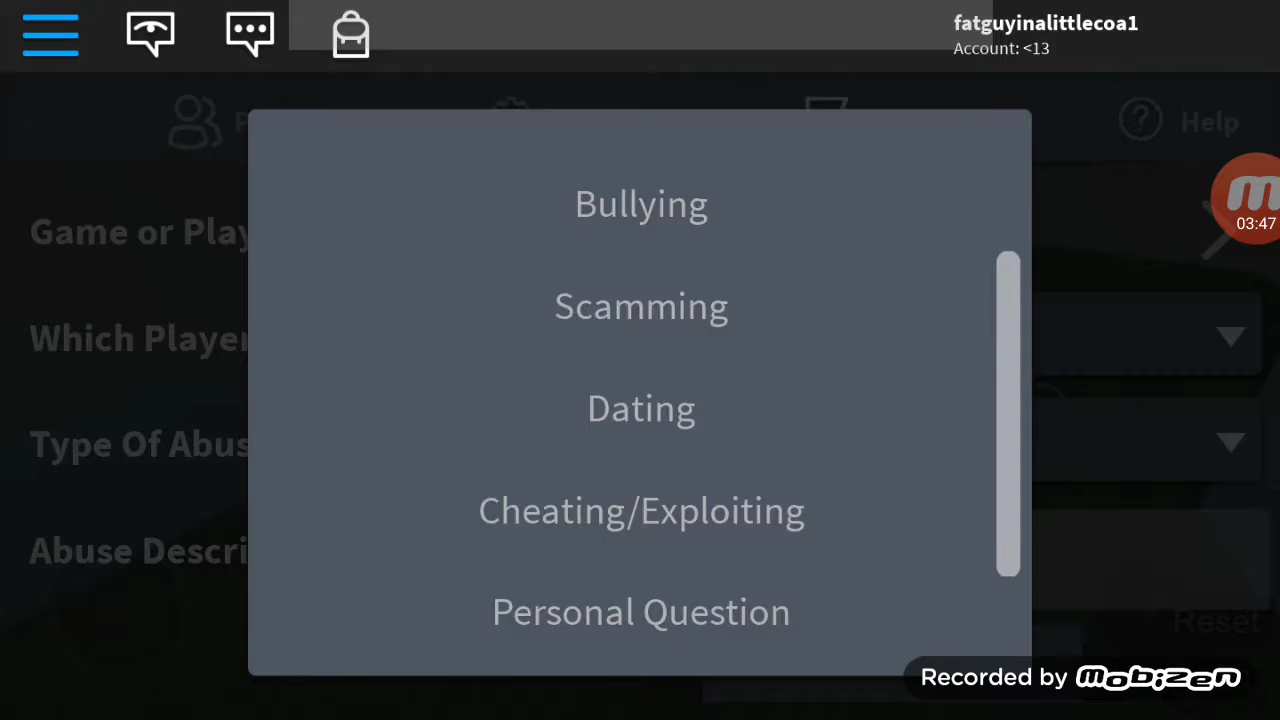 fatguyinalittlecoa1
Account: <13
P
Help
Bullying
03:47
Game or Play
Scamming
Which Player
Dating
Type Of Abus
Cheating/Exploiting
Abuse Descri
Personal Question
Reset
Recorded by mobizen